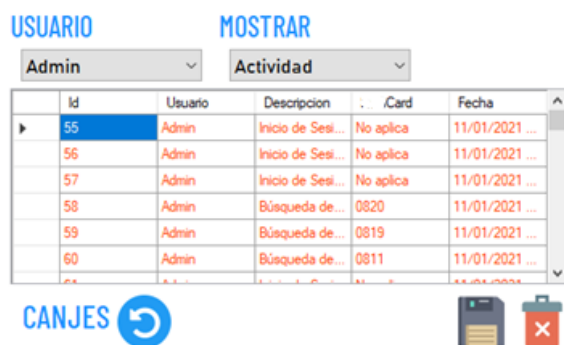 USUARIO MOSTRAR
Admin Actividad
Id Usuario Descripcion Card Fecha
55 Admin Inicio de Sesi... No aplica 11/01/2021 ...
56 Admin Inicio de Sesi... No aplica 11/01/2021 ...
57 Admin Inicio de Sesi... No aplica 11/01/2021 ...
58 Admin Búsqueda de... 0820 11/01/2021 ...
59 Admin Búsqueda de... 0819 11/01/2021 ...
60 Admin Búsqueda de... 0811 11/01/2021 ...
CANJES